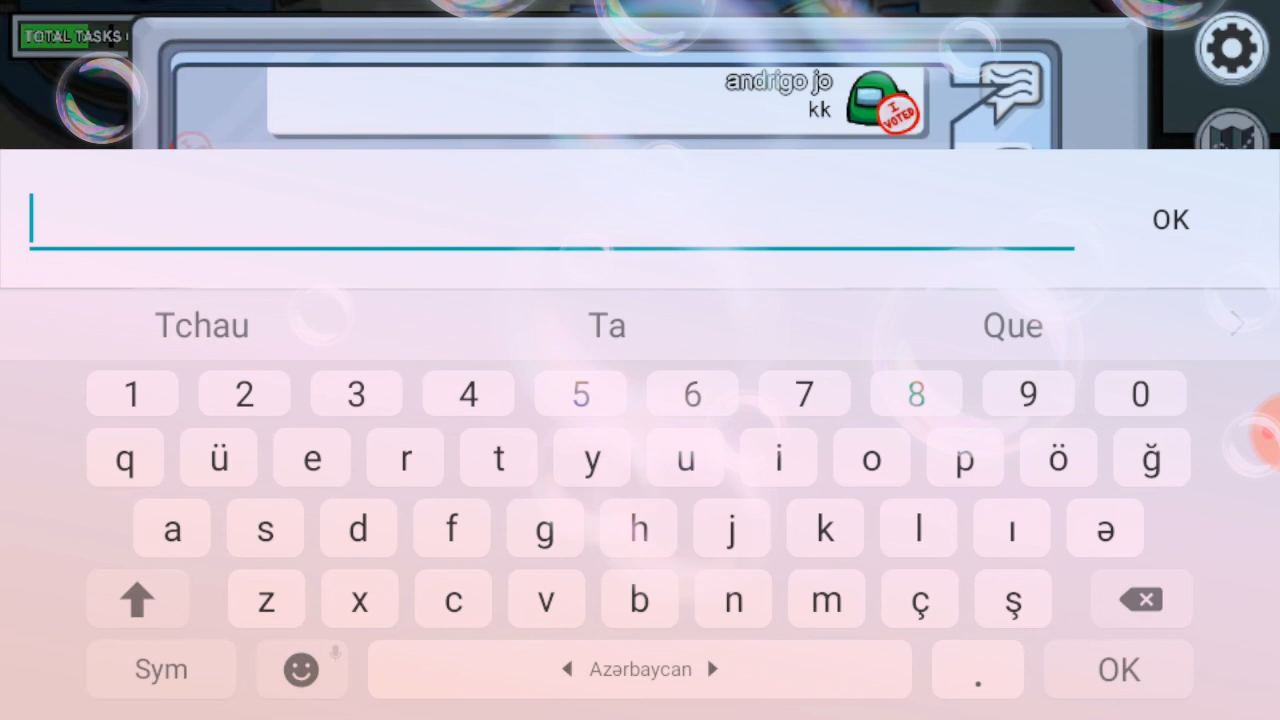 TOTAL TASKS
andrigo jo
kk
I VOTED
OK
Tchau Ta Que
1 2 3 4 5 6 7 8 9 0
q ü e r t y u i o p ö ğ
a s d f g h j k l ı ə
z x c v b n m ç ş
Sym Azərbaycan . OK